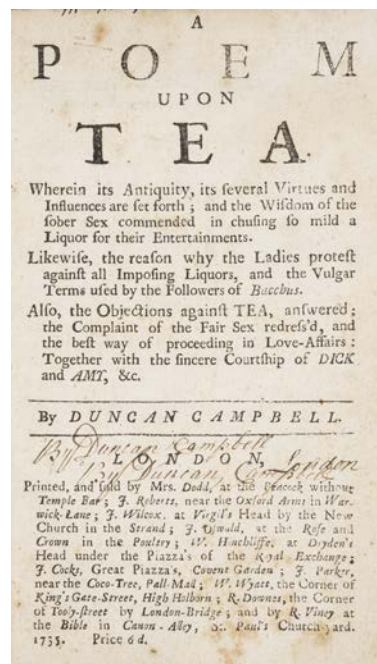 A
POEM
UPON
TEA.
Wherein its Antiquity, its ſeveral Virtues and
Influences are ſet forth ; and the Wiſdom of the
ſober Sex commended in chuſing ſo mild a
Liquor for their Entertainments.
Likewiſe, the reaſon why the Ladies proteſt
againſt all Impoſing Liquors, and the Vulgar
Terms uſed by the Followers of Bacchus.
Alſo, the Objections againſt TEA, anſwered ;
the Complaint of the Fair Sex redreſs'd, and
the beſt way of proceeding in Love-Affairs :
Together with the ſincere Courtſhip of DICK
and AMY, &c.
By DUNCAN CAMPBELL.
By Duncan Campbell
LONDON, London
By Duncan Campbell
Printed, and ſold by Mrs. Dodd, at the Peacock without
Temple Bar ; J. Roberts, near the Oxford Arms in War-
wick-Lane ; J. Wilcox, at Virgil's Head by the New
Church in the Strand ; J. Oſwald, at the Roſe and
Crown in the Poultry ; W. Hinchliffe, at Dryden's
Head under the Piazza's of the Royal Exchange ;
J. Cocks, Great Piazza's, Covent Garden ; J. Parker,
near the Coco-Tree, Pall-Mall ; W. Wyatt, the Corner of
King's Gate-Street, High Holborn ; R. Downes, the Corner
of Tooly-ſtreet by London-Bridge ; and by R. Viney at
the Bible in Canon-Alley, St. Paul's Church-yard.
1735. Price 6 d.